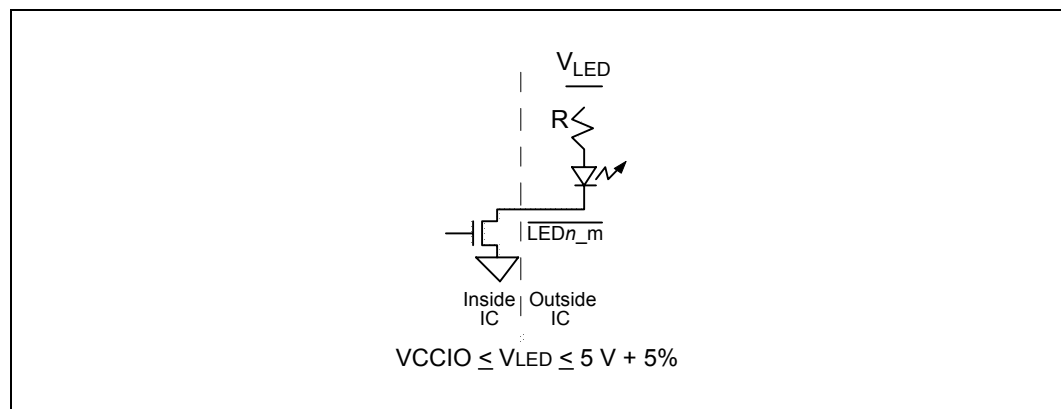 VLED
R
LEDn_m
Inside IC
Outside IC
VCCIO ≤ VLED ≤ 5 V + 5%